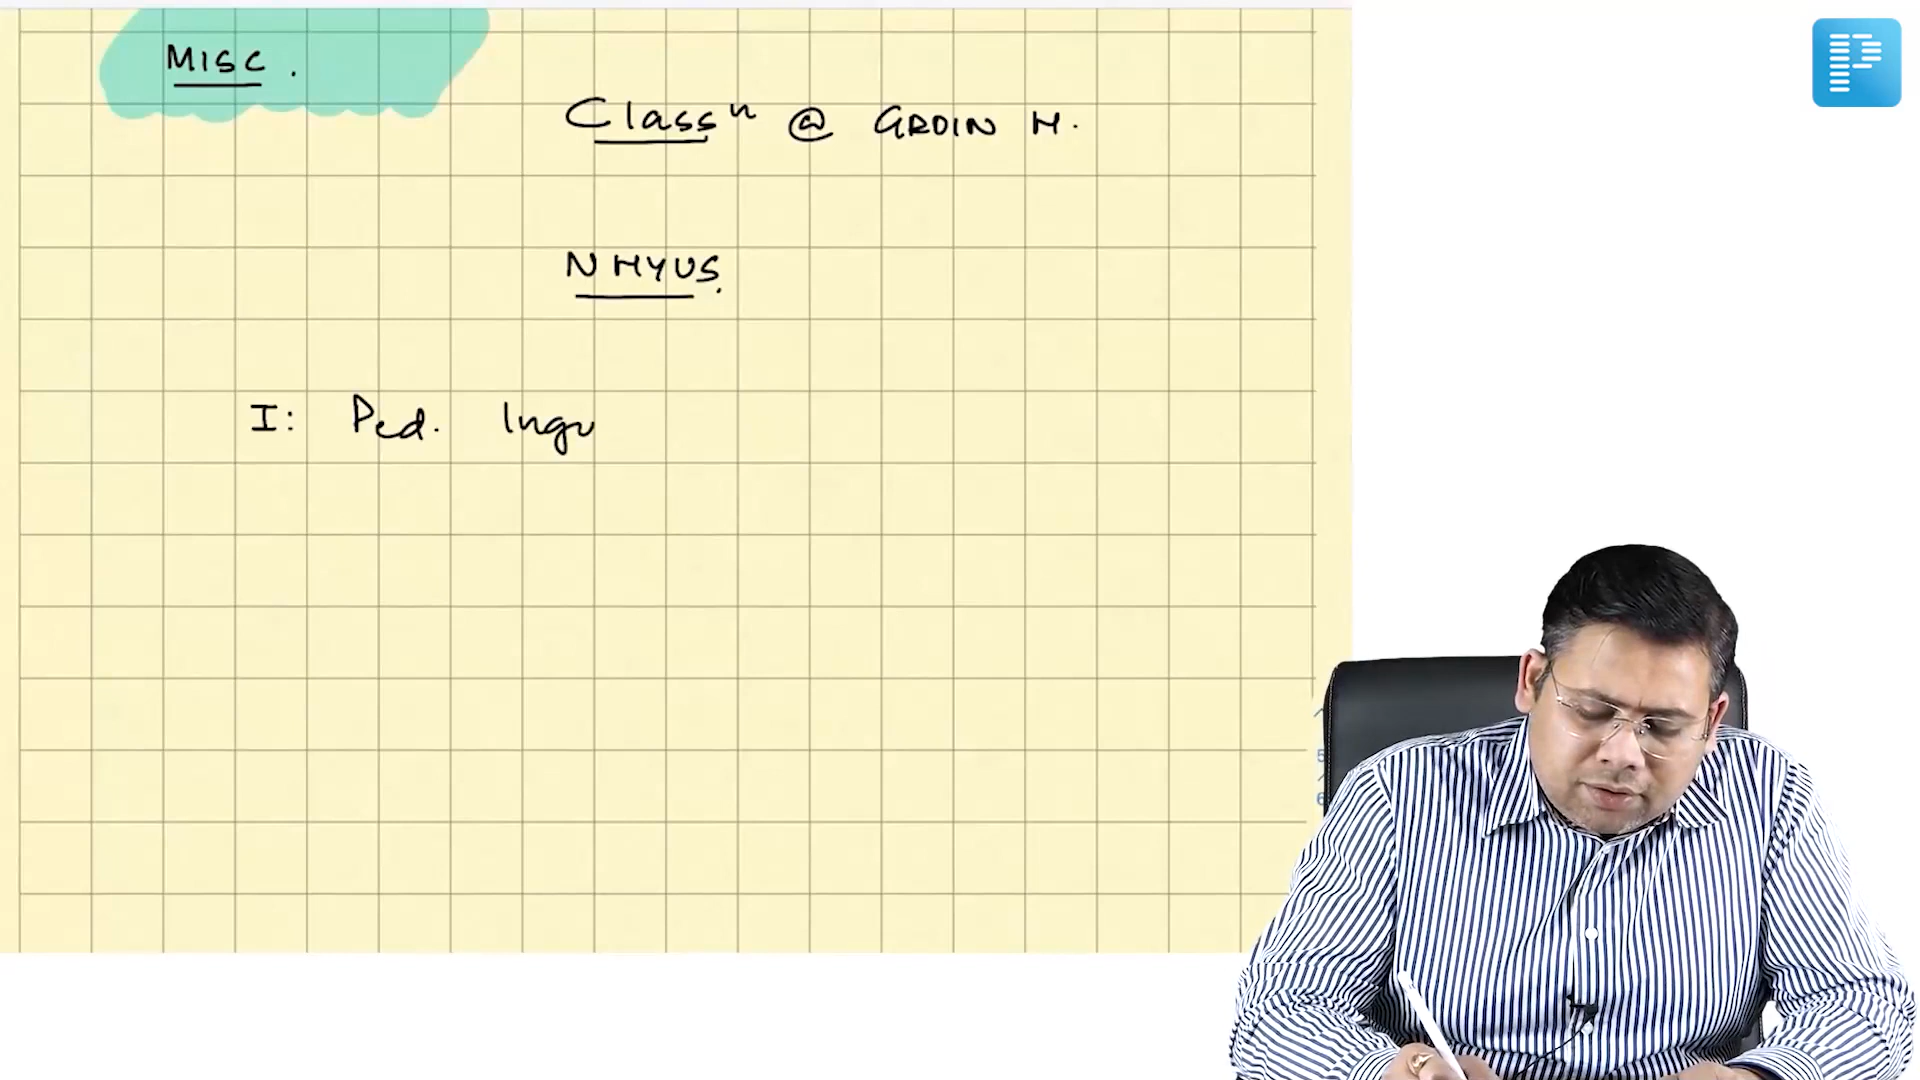 MISC.
Classⁿ @ GROIN H.
NHYUS.
I: Ped. Ingu